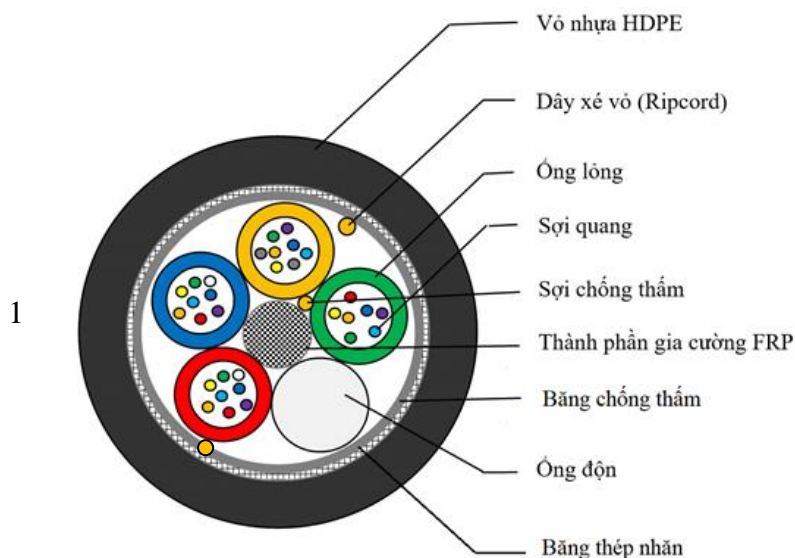 Vỏ nhựa HDPE
Dây xé vỏ (Ripcord)
Ống lỏng
Sợi quang
Sợi chống thấm
1
Thành phần gia cường FRP
Băng chống thấm
Ống độn
Băng thép nhăn